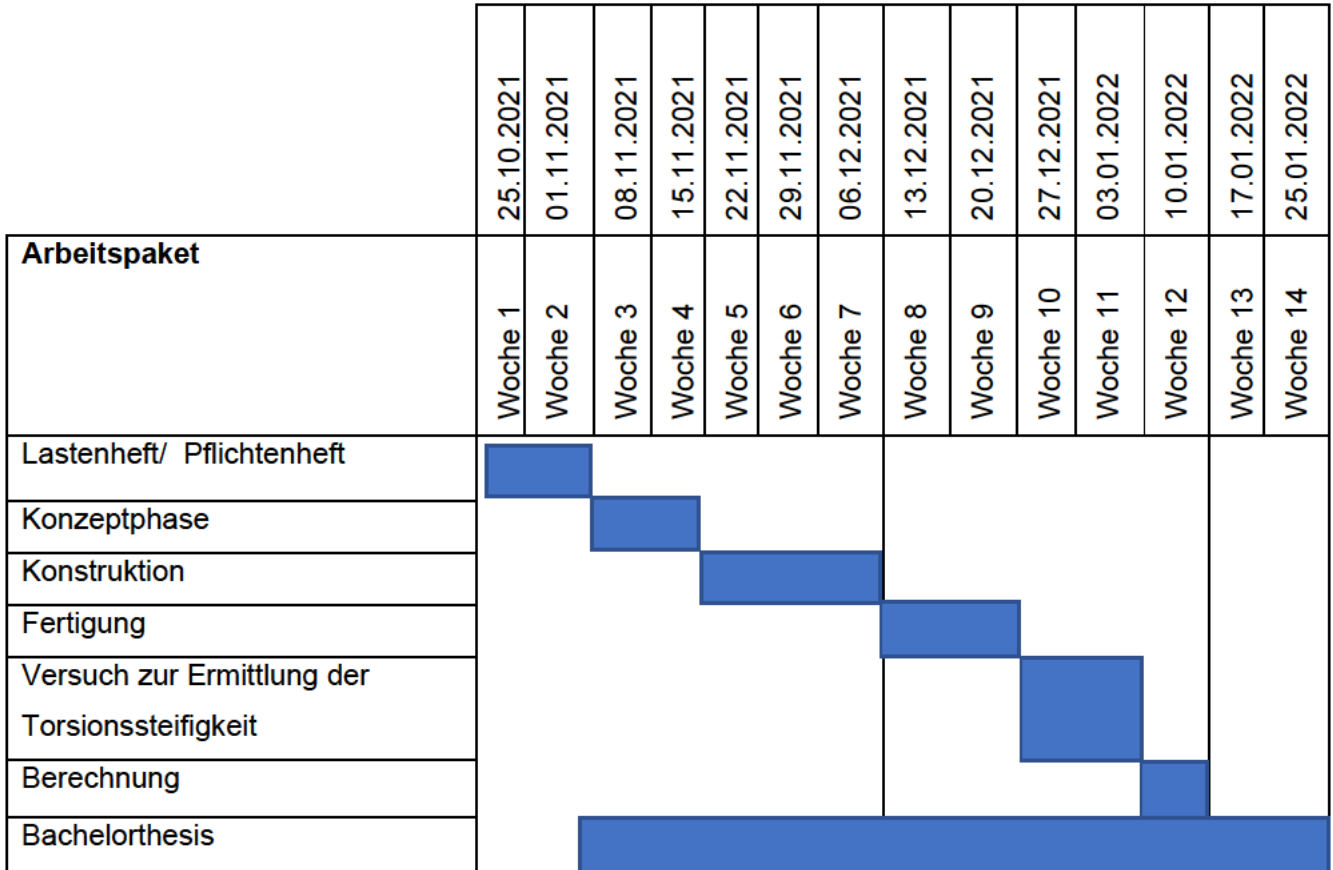 25.10.2021
01.11.2021
08.11.2021
15.11.2021
22.11.2021
29.11.2021
06.12.2021
13.12.2021
20.12.2021
27.12.2021
03.01.2022
10.01.2022
17.01.2022
25.01.2022
Arbeitspaket
Woche 1
Woche 2
Woche 3
Woche 4
Woche 5
Woche 6
Woche 7
Woche 8
Woche 9
Woche 10
Woche 11
Woche 12
Woche 13
Woche 14
Lastenheft/ Pflichtenheft
Konzeptphase
Konstruktion
Fertigung
Versuch zur Ermittlung der
Torsionssteifigkeit
Berechnung
Bachelorthesis